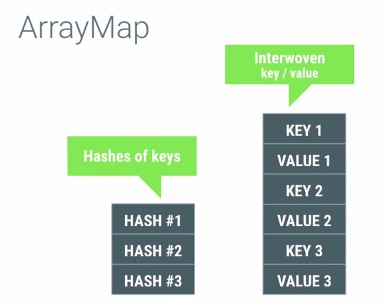 ArrayMap
Interwoven
key / value
Hashes of keys
KEY 1
VALUE 1
KEY 2
VALUE 2
KEY 3
VALUE 3
HASH #1
HASH #2
HASH #3